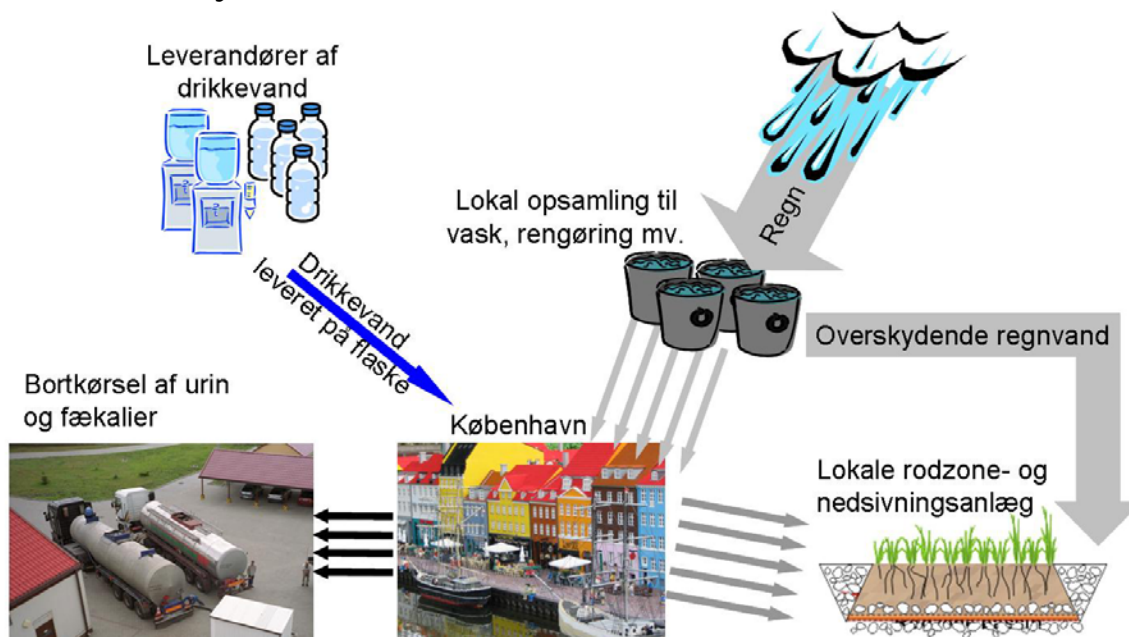 Leverandører af
drikkevand
Regn
Lokal opsamling til
vask, rengøring mv.
Drikkevand
leveret på flaske
Overskydende regnvand
Bortkørsel af urin
og fækalier
København
Lokale rodzone- og
nedsivningsanlæg